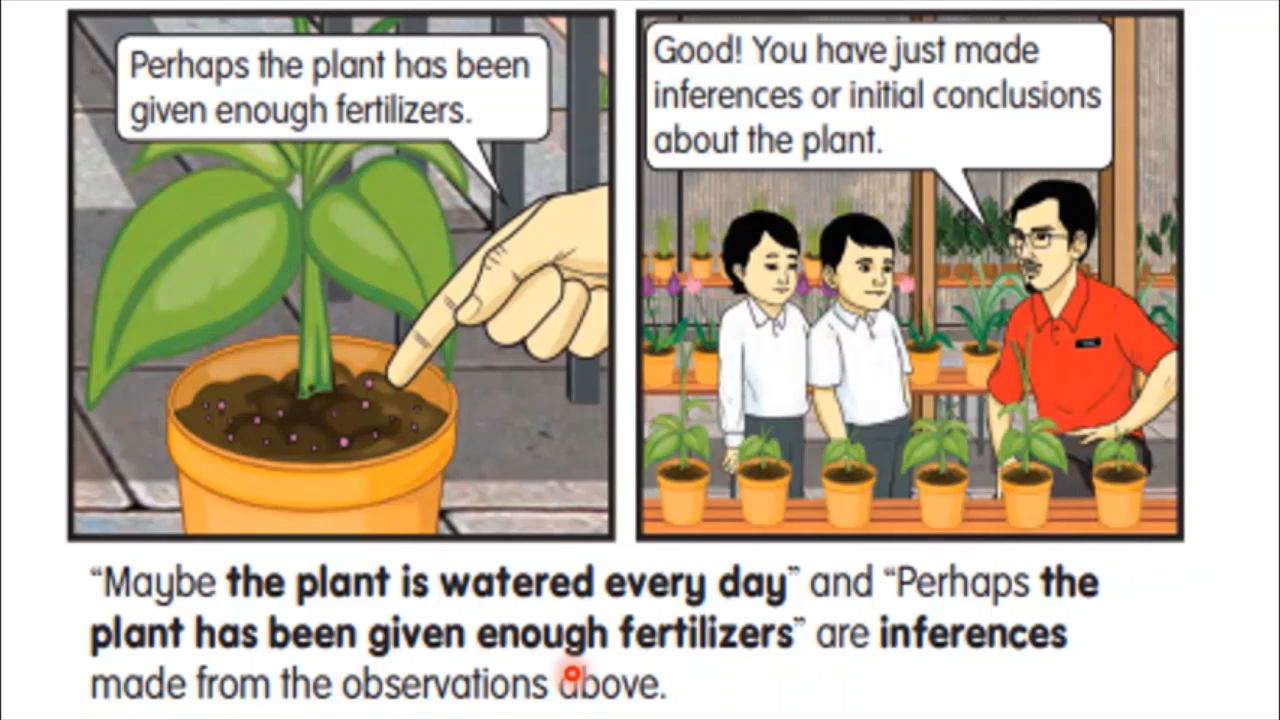 Perhaps the plant has been
given enough fertilizers.
Good! You have just made
inferences or initial conclusions
about the plant.
“Maybe the plant is watered every day” and “Perhaps the
plant has been given enough fertilizers” are inferences
made from the observations above.